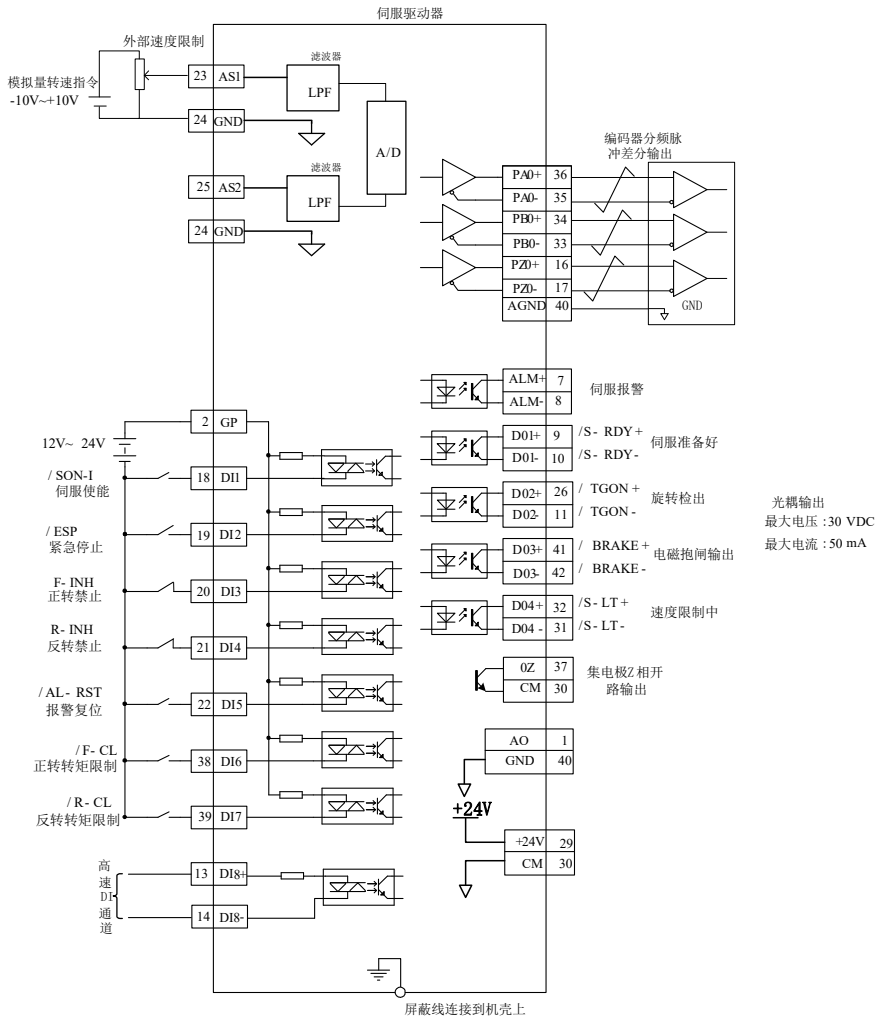 伺服驱动器
外部速度限制
模拟量转速指令
-10V~+10V
23 AS1
滤波器
LPF
24 GND
A/D
25 AS2
滤波器
LPF
24 GND
编码器分频脉
冲差分输出
PA0+ 36
PA0- 35
PB0+ 34
PB0- 33
PZ0+ 16
PZ0- 17
AGND 40
GND
ALM+ 7
ALM- 8
伺服报警
D01+ 9 /S- RDY+
D01- 10 /S- RDY-
伺服准备好
D02+ 26 / TGON+
D02- 11 / TGON-
旋转检出
D03+ 41 / BRAKE+
D03- 42 / BRAKE-
电磁抱闸输出
D04+ 32 /S- LT+
D04- 31 /S- LT-
速度限制中
光耦输出
最大电压:30 VDC
最大电流:50 mA
0Z 37
CM 30
集电极Z相开
路输出
AO 1
GND 40
+24V
+24V 29
CM 30
2 GP
12V~ 24V
/ SON-I
伺服使能
18 DI1
/ ESP
紧急停止
19 DI2
F- INH
正转禁止
20 DI3
R- INH
反转禁止
21 DI4
/AL- RST
报警复位
22 DI5
/F- CL
正转转矩限制
38 DI6
/R- CL
反转转矩限制
39 DI7
高
速
DI
通
道
13 DI8+
14 DI8-
屏蔽线连接到机壳上